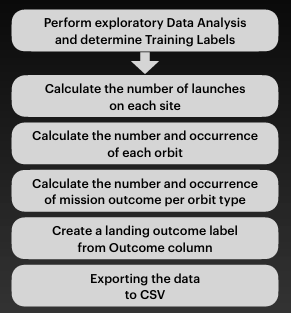 Perform exploratory Data Analysis
and determine Training Labels
Calculate the number of launches
on each site
Calculate the number and occurrence
of each orbit
Calculate the number and occurrence
of mission outcome per orbit type
Create a landing outcome label
from Outcome column
Exporting the data
to CSV